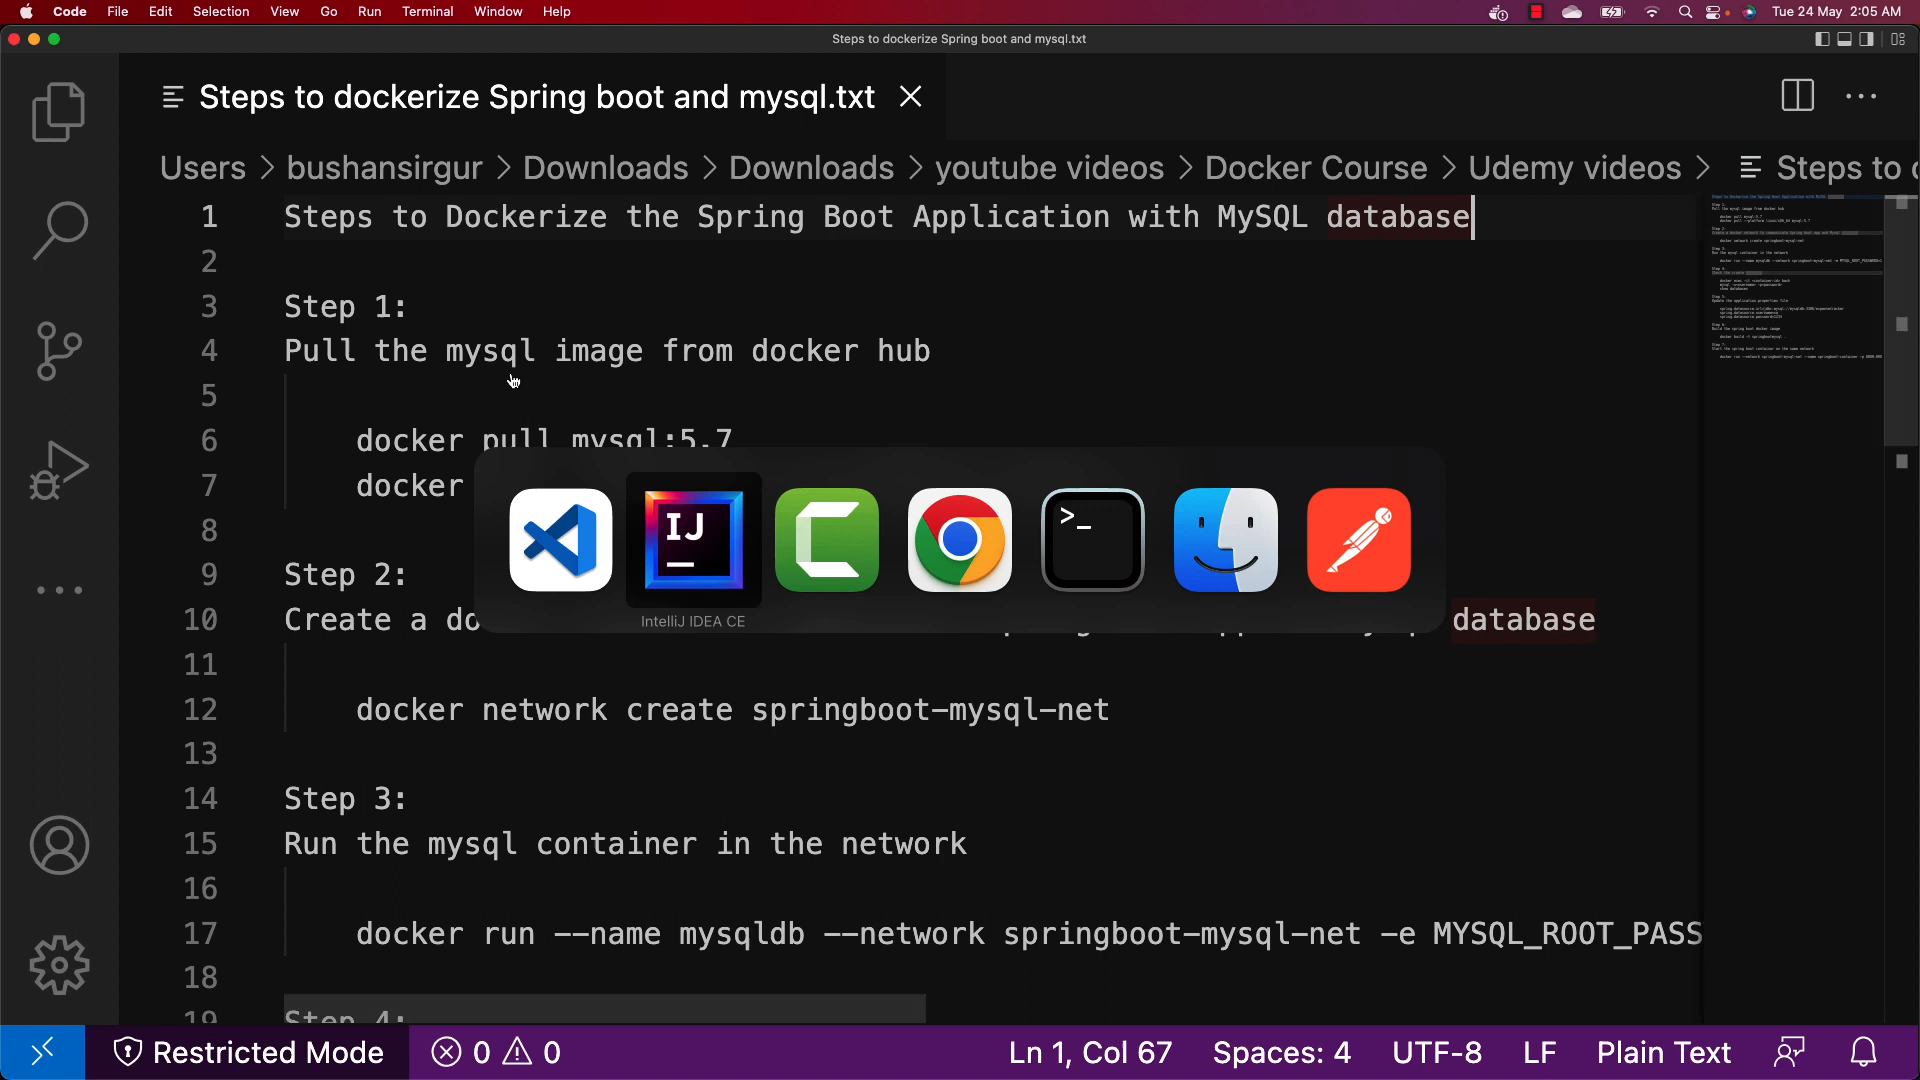 Code File Edit Selection View Go Run Terminal Window Help Tue 24 May 2:05 AM
Steps to dockerize Spring boot and mysql.txt
Steps to dockerize Spring boot and mysql.txt
Users > bushansirgur > Downloads > Downloads > youtube videos > Docker Course > Udemy videos > Steps to
1 Steps to Dockerize the Spring Boot Application with MySQL database
2
3 Step 1:
4 Pull the mysql image from docker hub
5
6 docker pull mysql:5.7
7 docker
8
9 Step 2:
10 Create a database
11
12 docker network create springboot-mysql-net
13
14 Step 3:
15 Run the mysql container in the network
16
17 docker run --name mysqldb --network springboot-mysql-net -e MYSQL_ROOT_PASS
18
19 Step 4:
IJ
>_
IntelliJ IDEA CE
Restricted Mode 0 0 Ln 1, Col 67 Spaces: 4 UTF-8 LF Plain Text